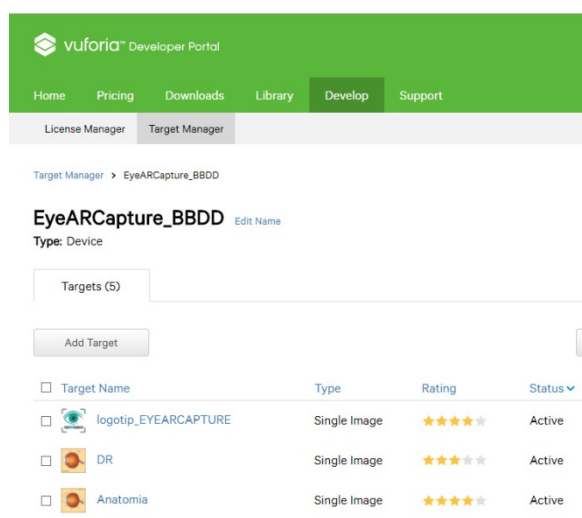 vuforia™ Developer Portal
Home Pricing Downloads Library Develop Support
License Manager Target Manager
Target Manager > EyeARCapture_BBDD
EyeARCapture_BBDD Edit Name
Type: Device
Targets (5)
Add Target
Target Name Type Rating Status
logotip_EYEARCAPTURE Single Image Active
DR Single Image Active
Anatomia Single Image Active